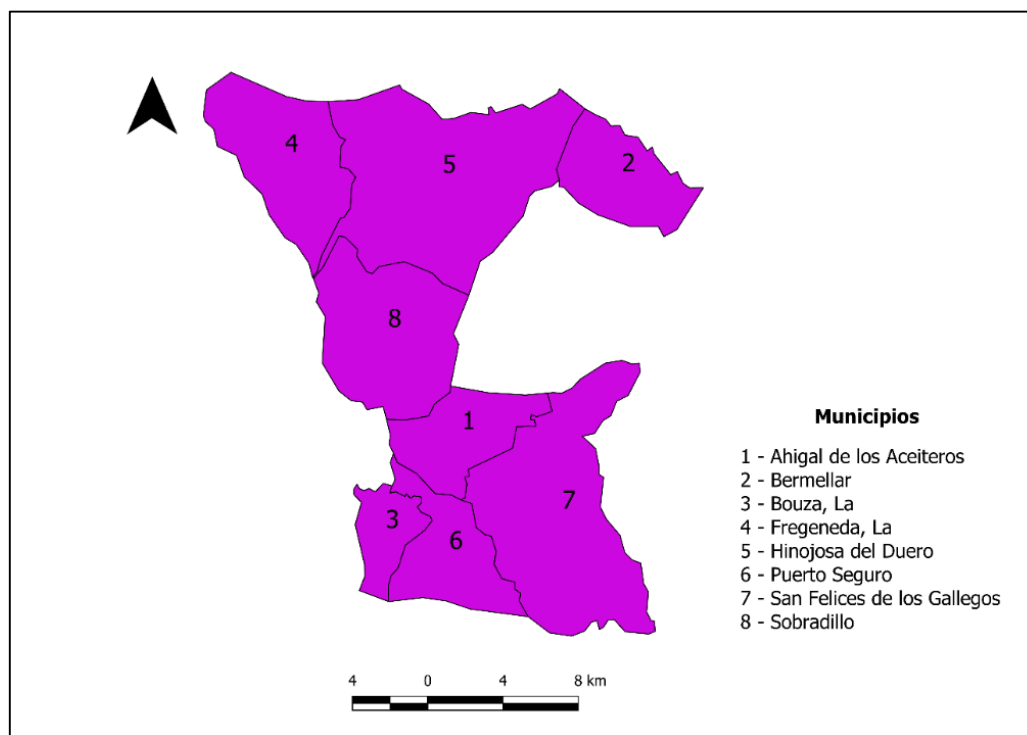 4
5
2
8
1
7
3
6
Municipios
1 - Ahigal de los Aceiteros
2 - Bermellar
3 - Bouza, La
4 - Fregeneda, La
5 - Hinojosa del Duero
6 - Puerto Seguro
7 - San Felices de los Gallegos
8 - Sobradillo
4 0 4 8 km